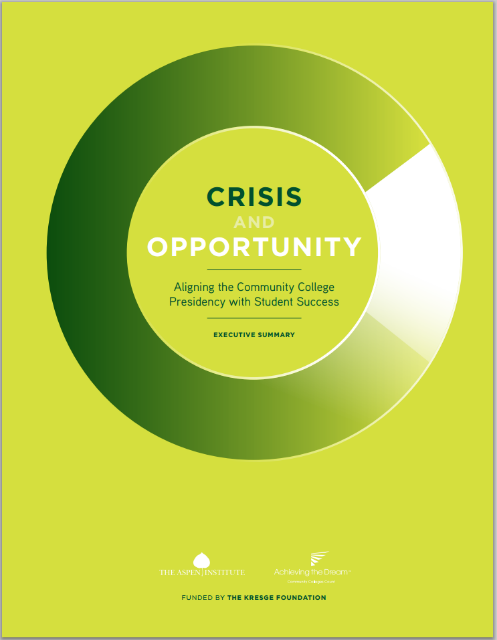 CRISIS
AND
OPPORTUNITY
Aligning the Community College
Presidency with Student Success
EXECUTIVE SUMMARY
THE ASPEN INSTITUTE
Achieving the Dream
FUNDED BY THE KRESGE FOUNDATION